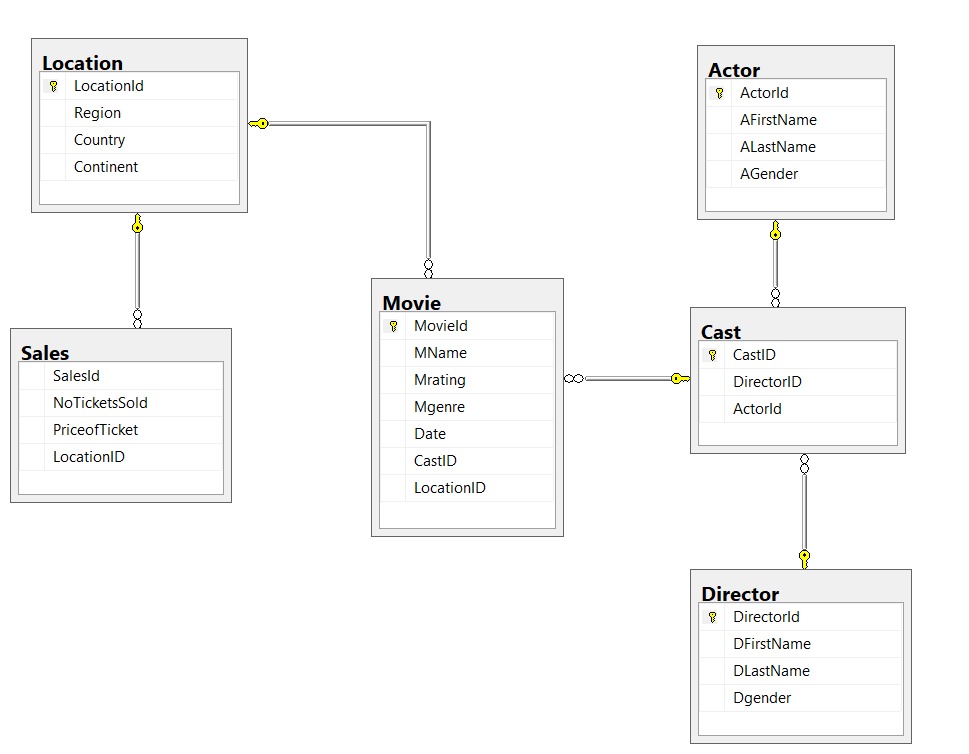 Location
LocationId
Region
Country
Continent
Sales
SalesId
NoTicketsSold
PriceofTicket
LocationID
Movie
MovieId
MName
Mrating
Mgenre
Date
CastID
LocationID
Actor
ActorId
AFirstName
ALastName
AGender
Cast
CastID
DirectorID
ActorId
Director
DirectorId
DFirstName
DLastName
Dgender